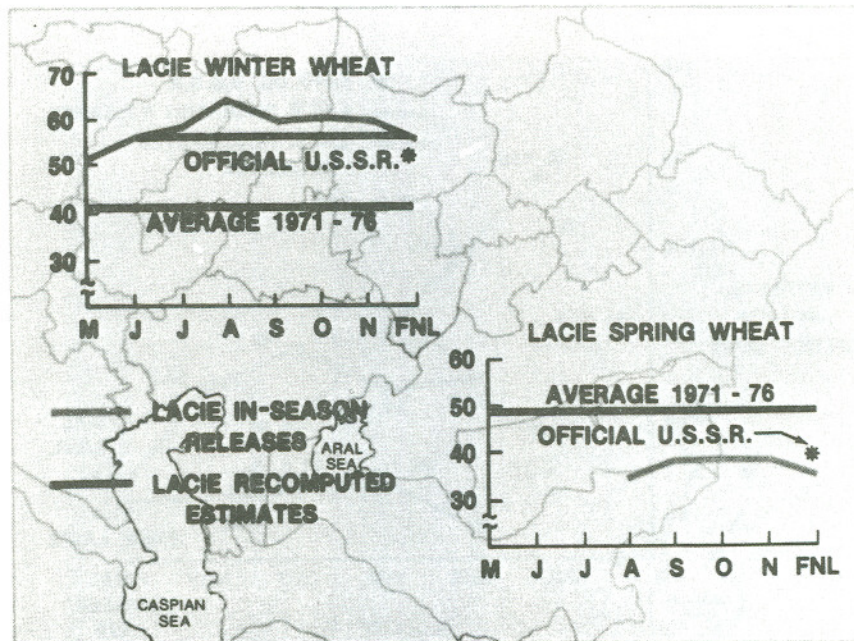 LACIE WINTER WHEAT
70
60
50
40
30
OFFICIAL U.S.S.R.*
AVERAGE 1971 - 76
M J J A S O N FNL
LACIE SPRING WHEAT
60
50
40
30
AVERAGE 1971 - 76
OFFICIAL U.S.S.R.
*
M J J A S O N FNL
LACIE IN-SEASON
RELEASES
LACIE RECOMPUTED
ESTIMATES
ARAL
SEA
CASPIAN
SEA